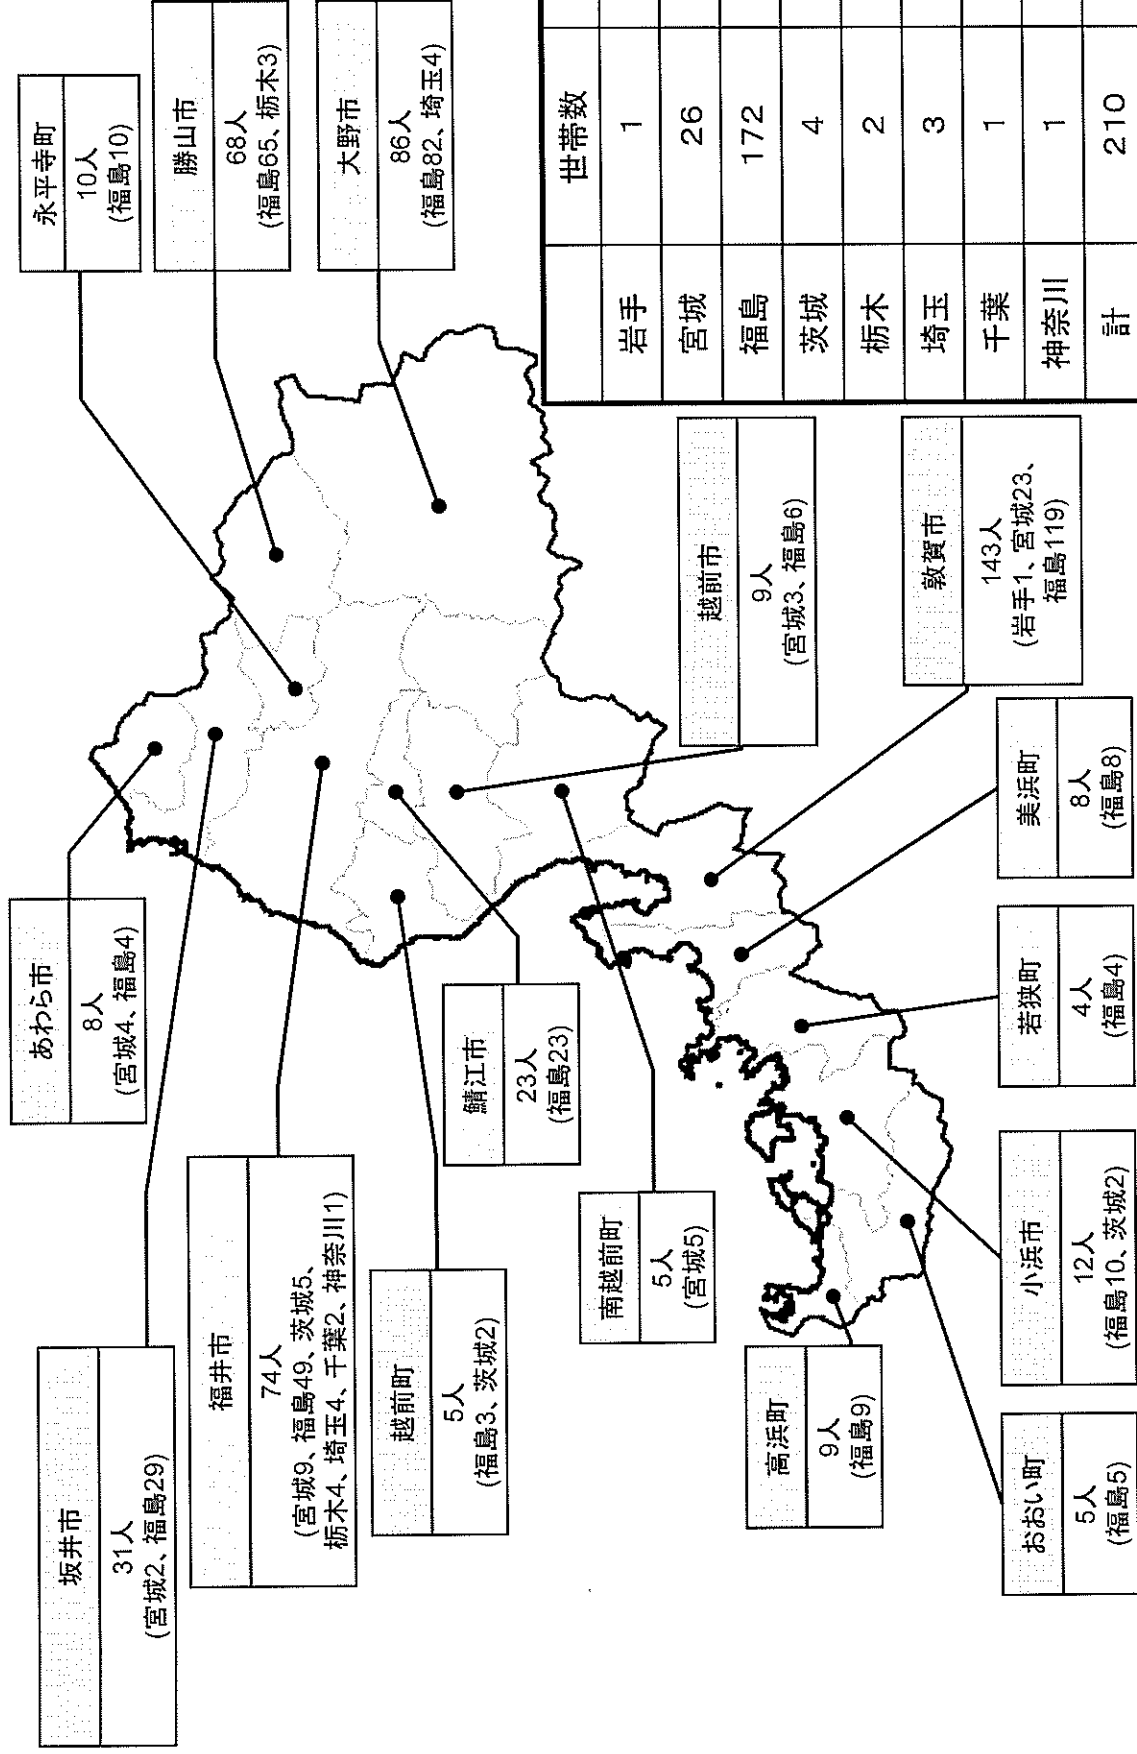 あわら市
8人
(宮城4、福島4)
坂井市
31人
(宮城2、福島29)
福井市
74人
(宮城9、福島49、茨城5、
栃木4、埼玉4、千葉2、神奈川1)
越前町
5人
(福島3、茨城2)
鯖江市
23人
(福島23)
南越前町
5人
(宮城5)
高浜町
9人
(福島9)
おおい町
5人
(福島5)
小浜市
12人
(福島10、茨城2)
若狭町
4人
(福島4)
美浜町
8人
(福島8)
敦賀市
143人
(岩手1、宮城23、
福島119)
越前市
9人
(宮城3、福島6)
永平寺町
10人
(福島10)
勝山市
68人
(福島65、栃木3)
大野市
86人
(福島82、埼玉4)
世帯数
岩手 1
宮城 26
福島 172
茨城 4
栃木 2
埼玉 3
千葉 1
神奈川 1
計 210